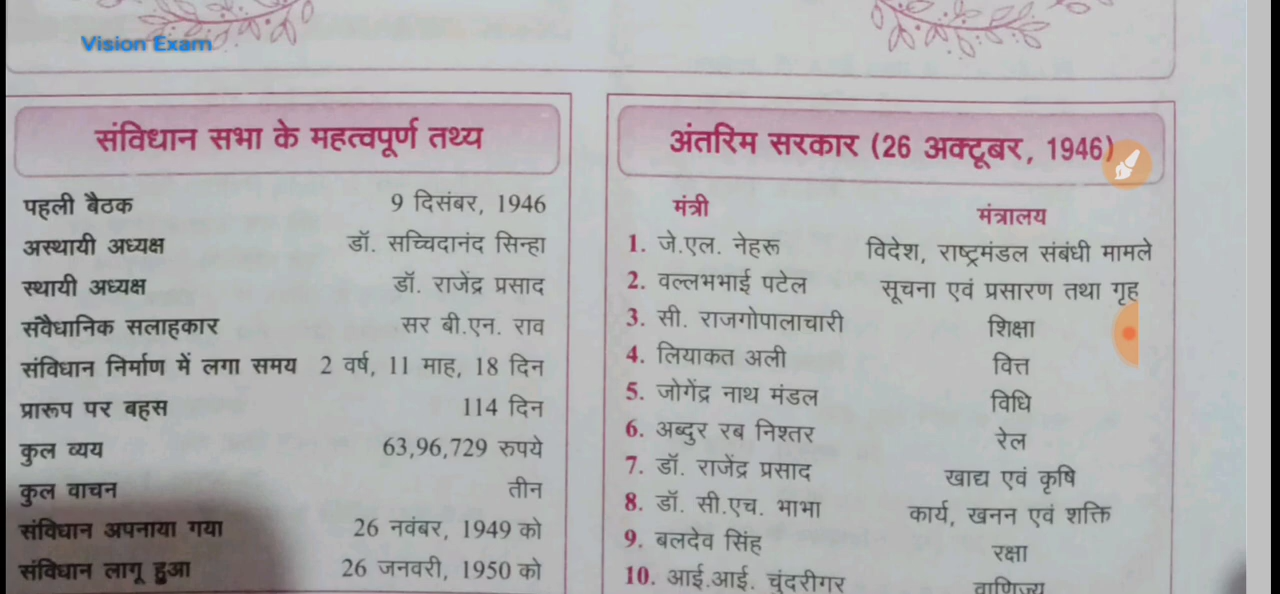 Vision Exam
संविधान सभा के महत्वपूर्ण तथ्य
पहली बैठक 9 दिसंबर, 1946
अस्थायी अध्यक्ष डॉ. सच्चिदानंद सिन्हा
स्थायी अध्यक्ष डॉ. राजेंद्र प्रसाद
संवैधानिक सलाहकार सर बी.एन. राव
संविधान निर्माण में लगा समय 2 वर्ष, 11 माह, 18 दिन
प्रारूप पर बहस 114 दिन
कुल व्यय 63,96,729 रुपये
कुल वाचन तीन
संविधान अपनाया गया 26 नवंबर, 1949 को
संविधान लागू हुआ 26 जनवरी, 1950 को
अंतरिम सरकार (26 अक्टूबर, 1946)
मंत्री मंत्रालय
1. जे.एल. नेहरू विदेश, राष्ट्रमंडल संबंधी मामले
2. वल्लभभाई पटेल सूचना एवं प्रसारण तथा गृह
3. सी. राजगोपालाचारी शिक्षा
4. लियाकत अली वित्त
5. जोगेंद्र नाथ मंडल विधि
6. अब्दुर रब निश्तर रेल
7. डॉ. राजेंद्र प्रसाद खाद्य एवं कृषि
8. डॉ. सी.एच. भाभा कार्य, खनन एवं शक्ति
9. बलदेव सिंह रक्षा
10. आई.आई. चुंदरीगर वाणिज्य